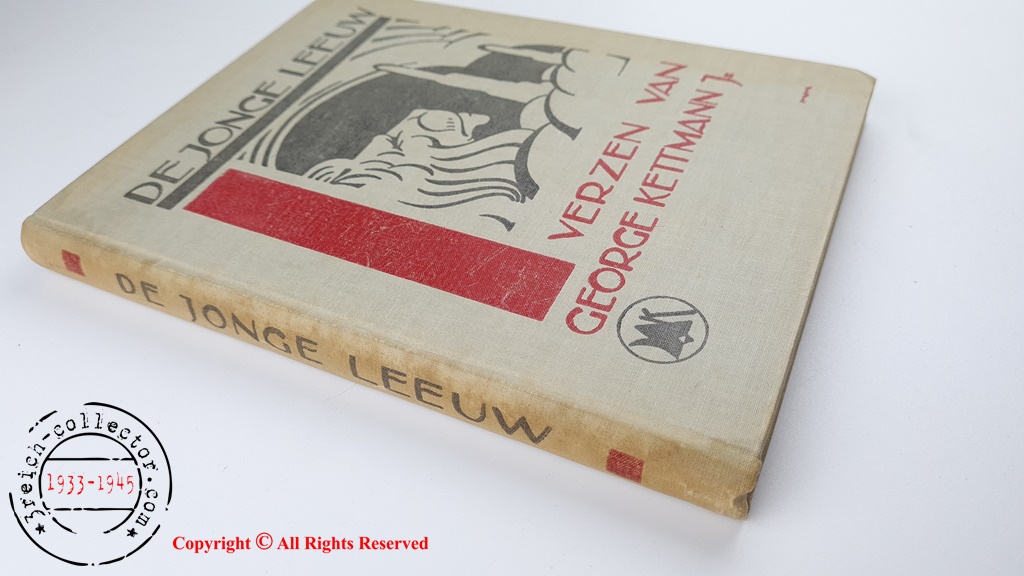 DE JONGE LEEUW
VERZEN VAN
GEORGE KETTMANN Jr.
DE JONGE LEEUW
3reich-collector.com
1933-1945
Copyright © All Rights Reserved